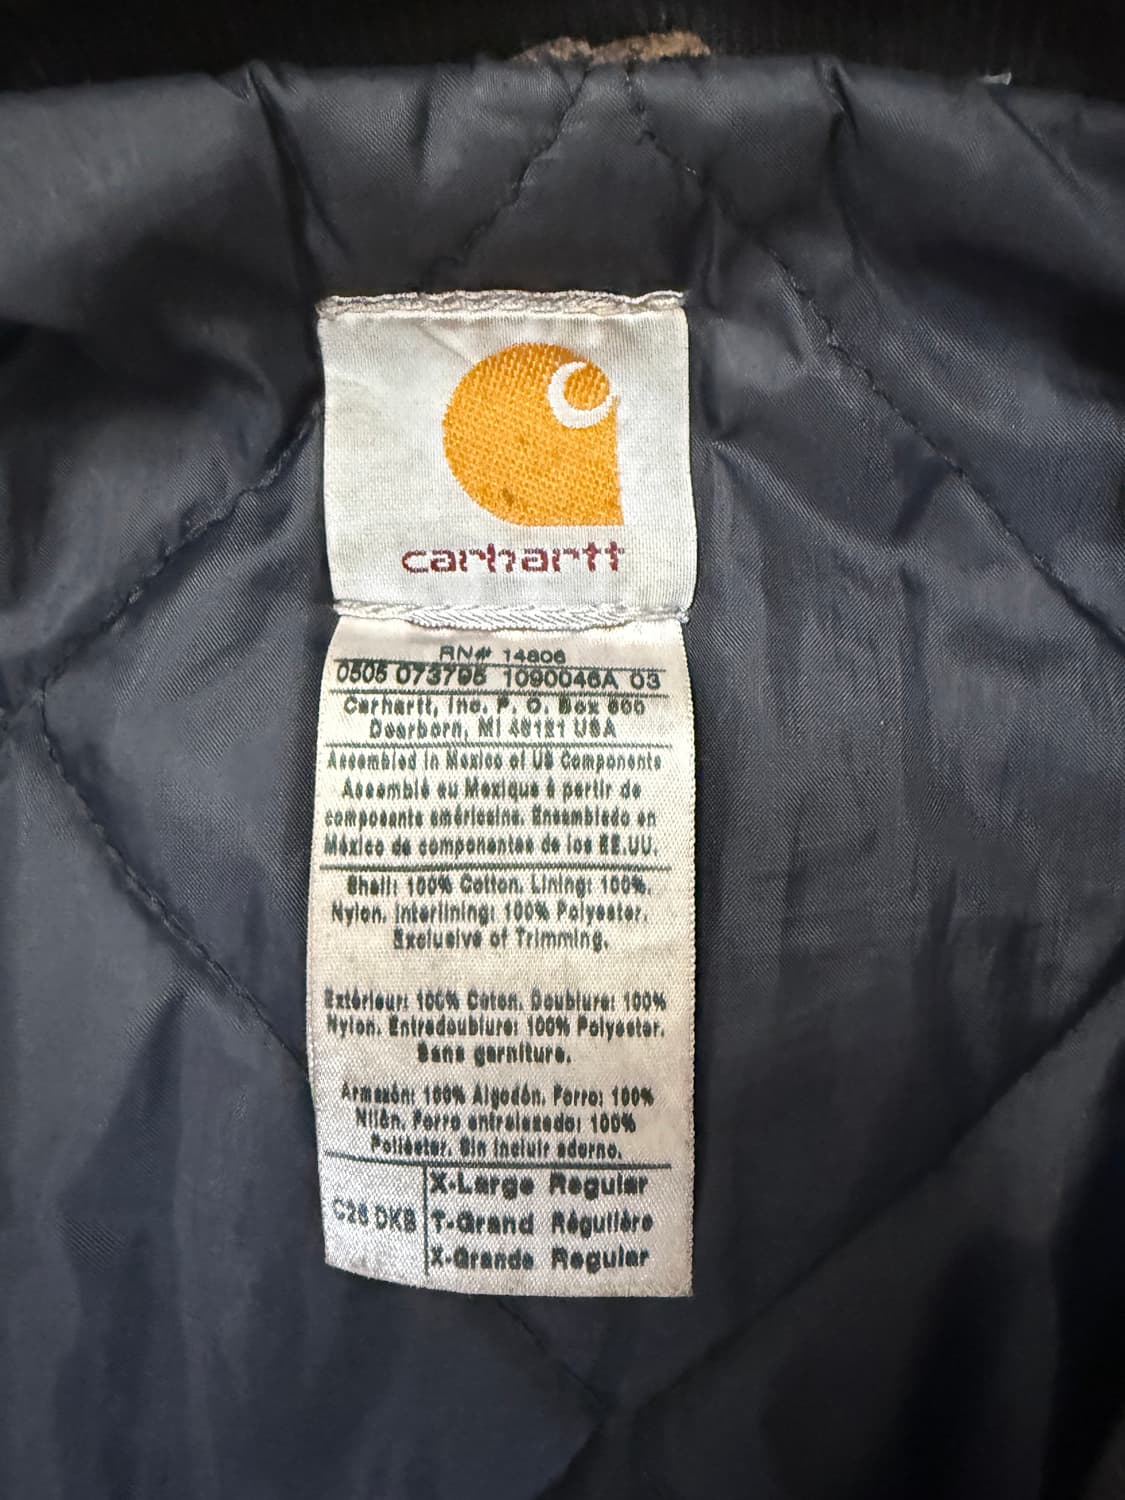 carhartt
RN# 14806
0505 073795 1090046A 03
Carhartt, Inc. P. O. Box 600
Dearborn, MI 48121 USA
Assembled in Mexico of US Components
Assemblé au Mexique à partir de
composants américains. Ensamblado en
México de componentes de los EE.UU.
Shell: 100% Cotton. Lining: 100%.
Nylon. Interlining: 100% Polyester.
Exclusive of Trimming.
Extérieur: 100% Coton. Doublure: 100%
Nylon. Entredoublure: 100% Polyester.
Sans garniture.
Armazón: 100% Algodón. Forro: 100%
Nilón. Forro entrelazado: 100%
Poliéster. Sin incluir adorno.
C26 DKB
X-Large Regular
T-Grand Régulière
X-Grande Regular